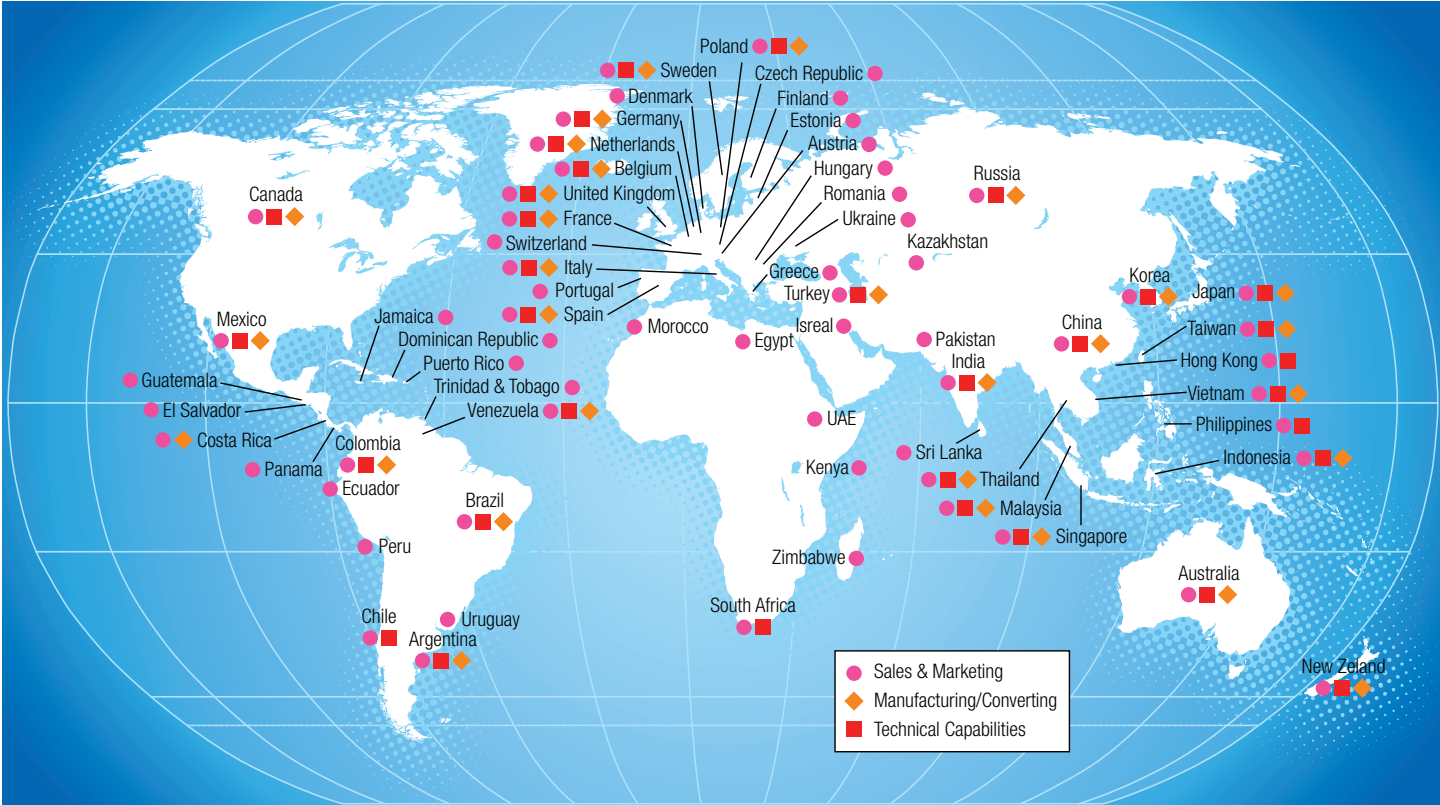 Poland
Sweden
Czech Republic
Denmark
Finland
Germany
Estonia
Netherlands
Austria
Belgium
Hungary
United Kingdom
Romania
France
Ukraine
Switzerland
Kazakhstan
Italy
Greece
Portugal
Turkey
Spain
Isreal
Morocco
Egypt
Canada
Mexico
Jamaica
Dominican Republic
Puerto Rico
Trinidad & Tobago
Venezuela
Guatemala
El Salvador
Costa Rica
Panama
Colombia
Ecuador
Brazil
Peru
Chile
Uruguay
Argentina
Russia
Korea
Japan
China
Taiwan
Pakistan
India
Hong Kong
Vietnam
Philippines
Indonesia
UAE
Sri Lanka
Kenya
Thailand
Malaysia
Singapore
Zimbabwe
South Africa
Australia
New Zeland
Sales & Marketing
Manufacturing/Converting
Technical Capabilities